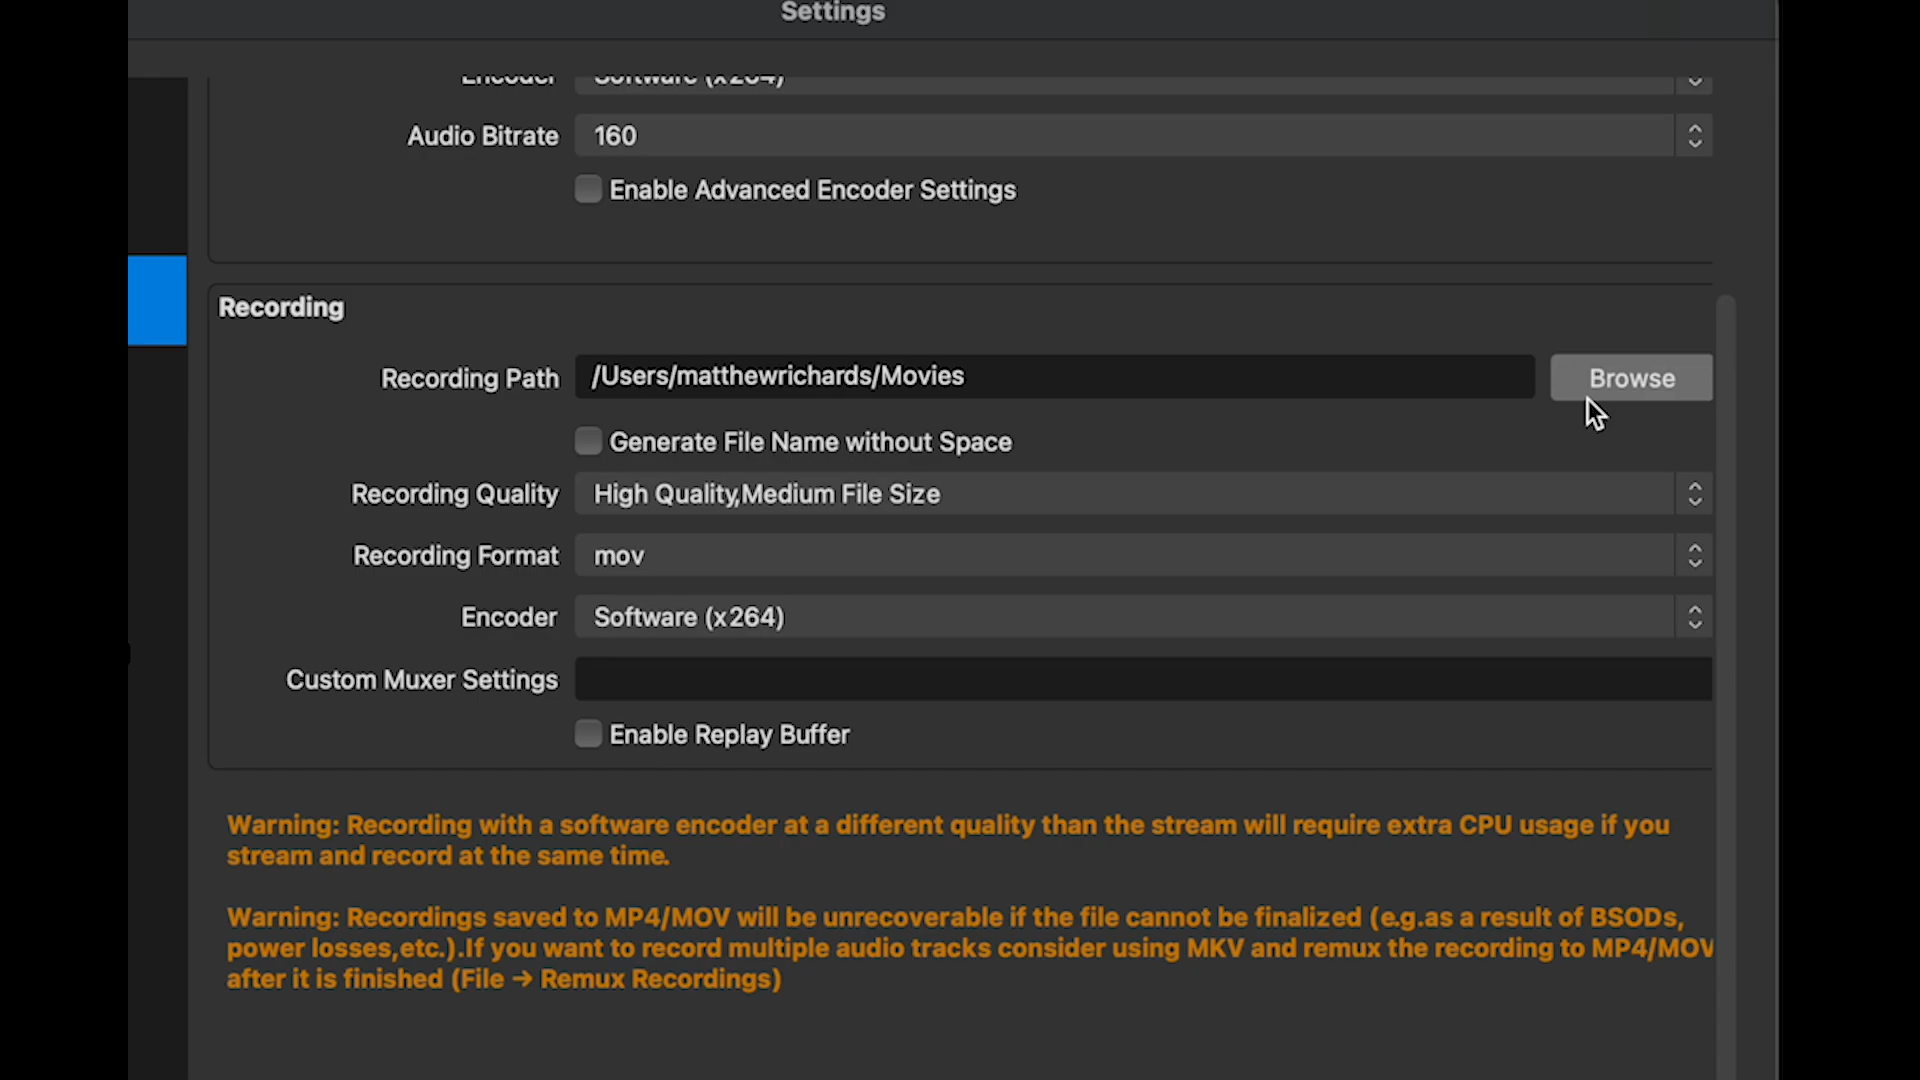 Settings
Encoder Software (x264)
Audio Bitrate 160
Enable Advanced Encoder Settings
Recording
Recording Path /Users/matthewrichards/Movies Browse
Generate File Name without Space
Recording Quality High Quality,Medium File Size
Recording Format mov
Encoder Software (x264)
Custom Muxer Settings
Enable Replay Buffer
Warning: Recording with a software encoder at a different quality than the stream will require extra CPU usage if you
stream and record at the same time.
Warning: Recordings saved to MP4/MOV will be unrecoverable if the file cannot be finalized (e.g.as a result of BSODs,
power losses,etc.).If you want to record multiple audio tracks consider using MKV and remux the recording to MP4/MOV
after it is finished (File → Remux Recordings)